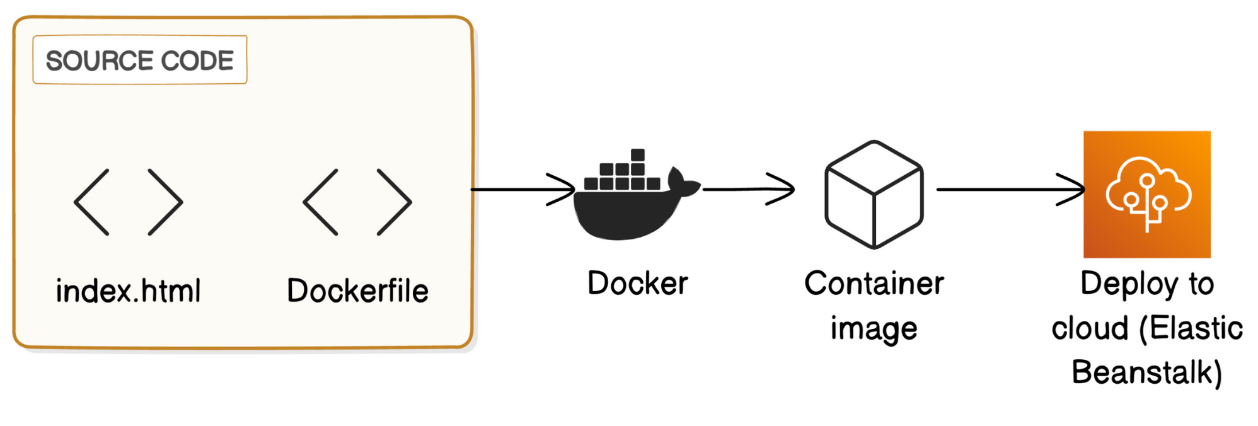 SOURCE CODE
index.html
Dockerfile
Docker
Container
image
Deploy to
cloud (Elastic
Beanstalk)